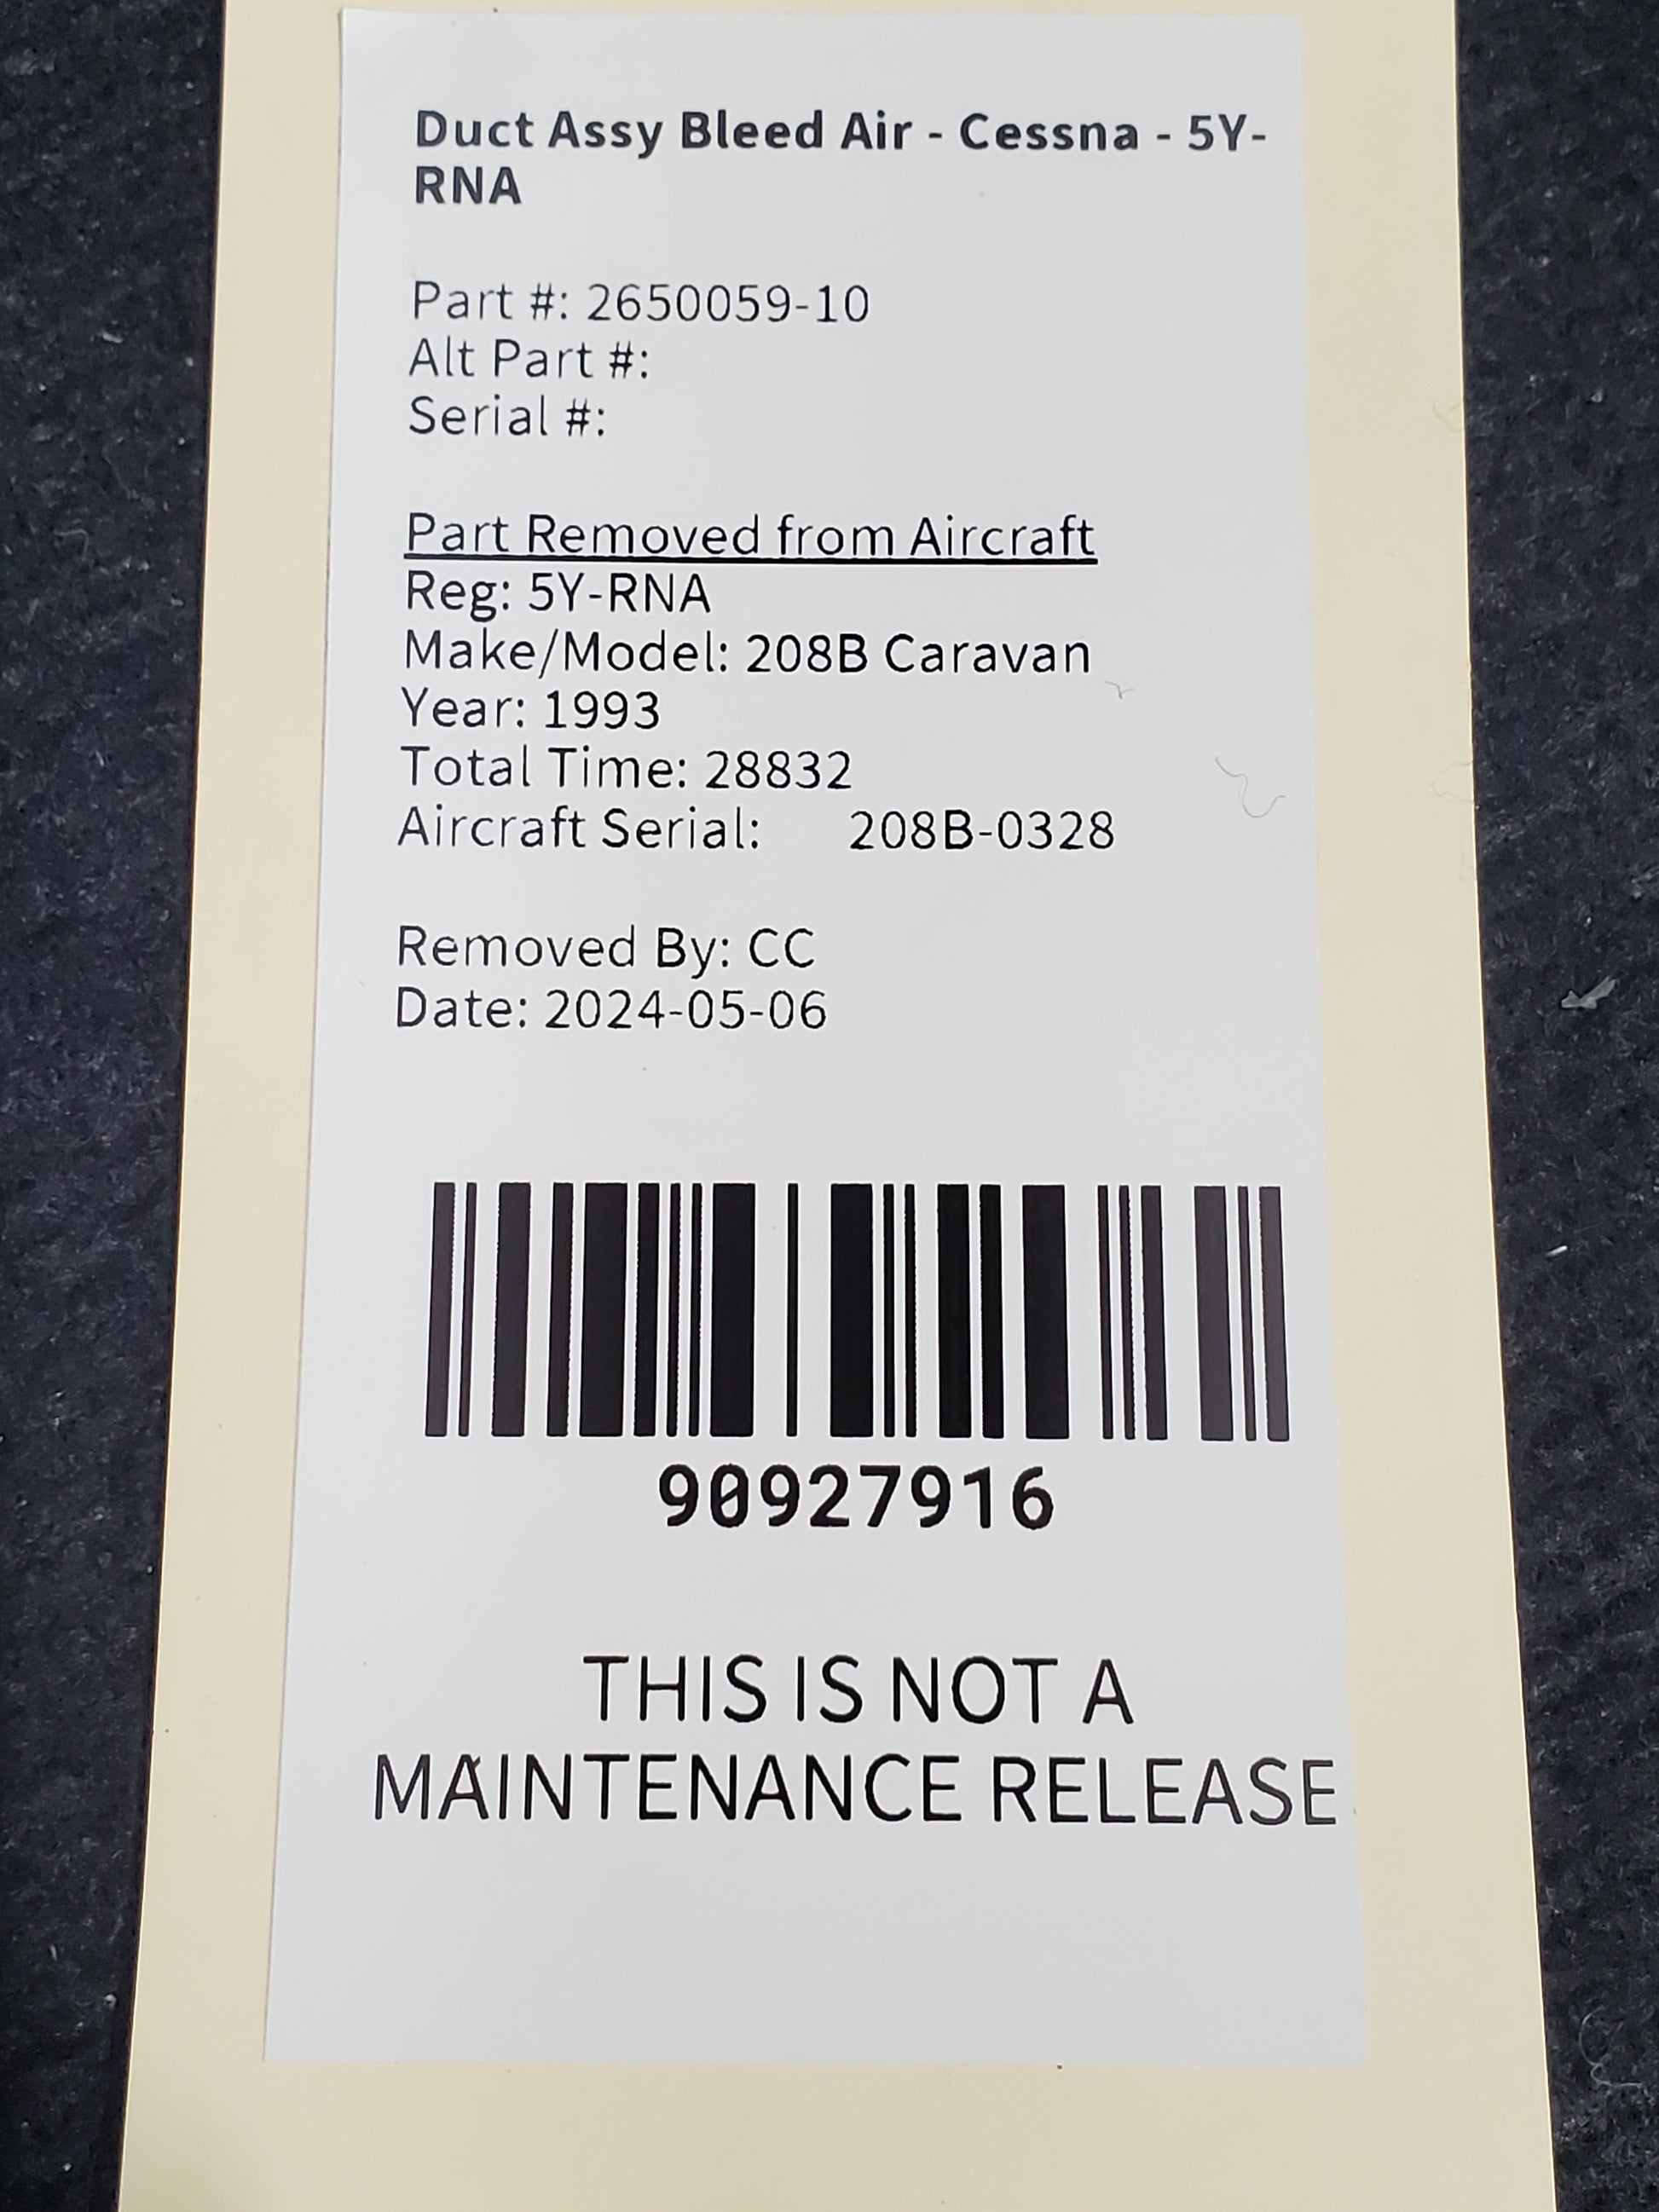 Duct Assy Bleed Air - Cessna - 5Y-
RNA
Part #: 2650059-10
Alt Part #:
Serial #:
Part Removed from Aircraft
Reg: 5Y-RNA
Make/Model: 208B Caravan
Year: 1993
Total Time: 28832
Aircraft Serial: 208B-0328
Removed By: CC
Date: 2024-05-06
90927916
THIS IS NOT A
MAINTENANCE RELEASE